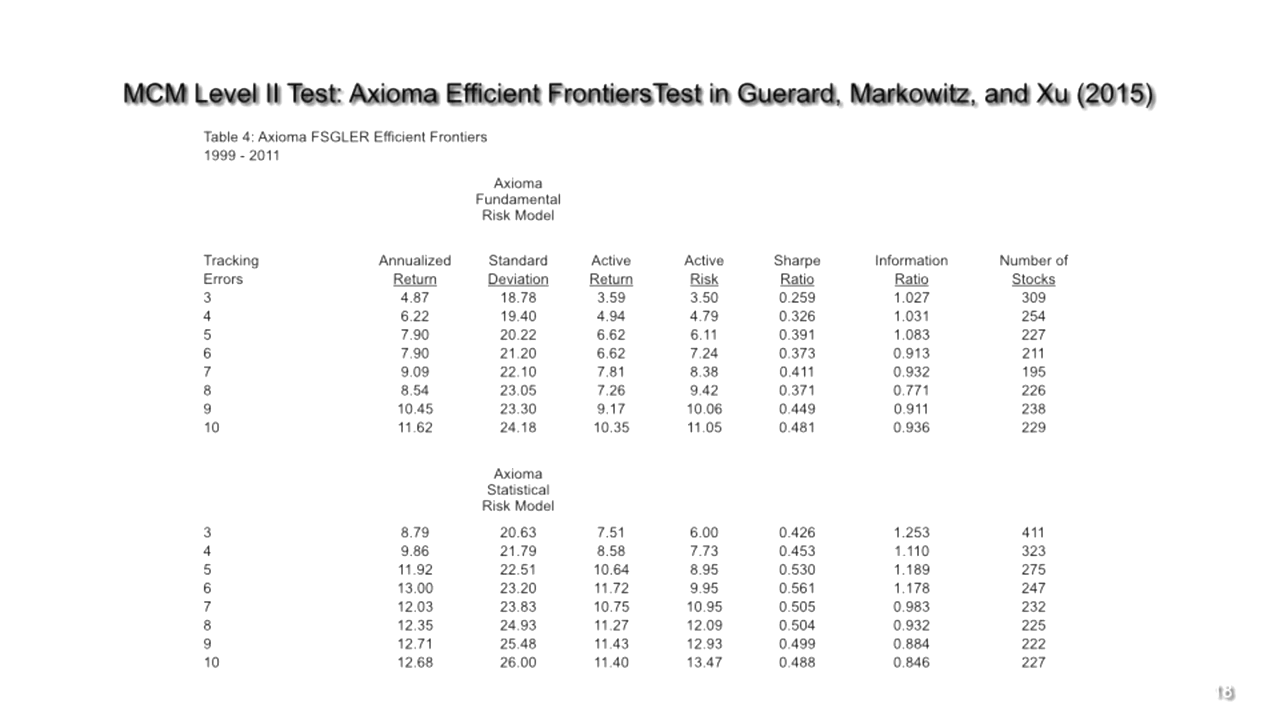 MCM Level II Test: Axioma Efficient FrontiersTest in Guerard, Markowitz, and Xu (2015)
Table 4: Axioma FSGLER Efficient Frontiers
1999 - 2011
Axioma
Fundamental
Risk Model
Tracking Annualized Standard Active Active Sharpe Information Number of
Errors Return Deviation Return Risk Ratio Ratio Stocks
3 4.87 18.78 3.59 3.50 0.259 1.027 309
4 6.22 19.40 4.94 4.79 0.326 1.031 254
5 7.90 20.22 6.62 6.11 0.391 1.083 227
6 7.90 21.20 6.62 7.24 0.373 0.913 211
7 9.09 22.10 7.81 8.38 0.411 0.932 195
8 8.54 23.05 7.26 9.42 0.371 0.771 226
9 10.45 23.30 9.17 10.06 0.449 0.911 238
10 11.62 24.18 10.35 11.05 0.481 0.936 229
Axioma
Statistical
Risk Model
3 8.79 20.63 7.51 6.00 0.426 1.253 411
4 9.86 21.79 8.58 7.73 0.453 1.110 323
5 11.92 22.51 10.64 8.95 0.530 1.189 275
6 13.00 23.20 11.72 9.95 0.561 1.178 247
7 12.03 23.83 10.75 10.95 0.505 0.983 232
8 12.35 24.93 11.27 12.09 0.504 0.932 225
9 12.71 25.48 11.43 12.93 0.499 0.884 222
10 12.68 26.00 11.40 13.47 0.488 0.846 227
18